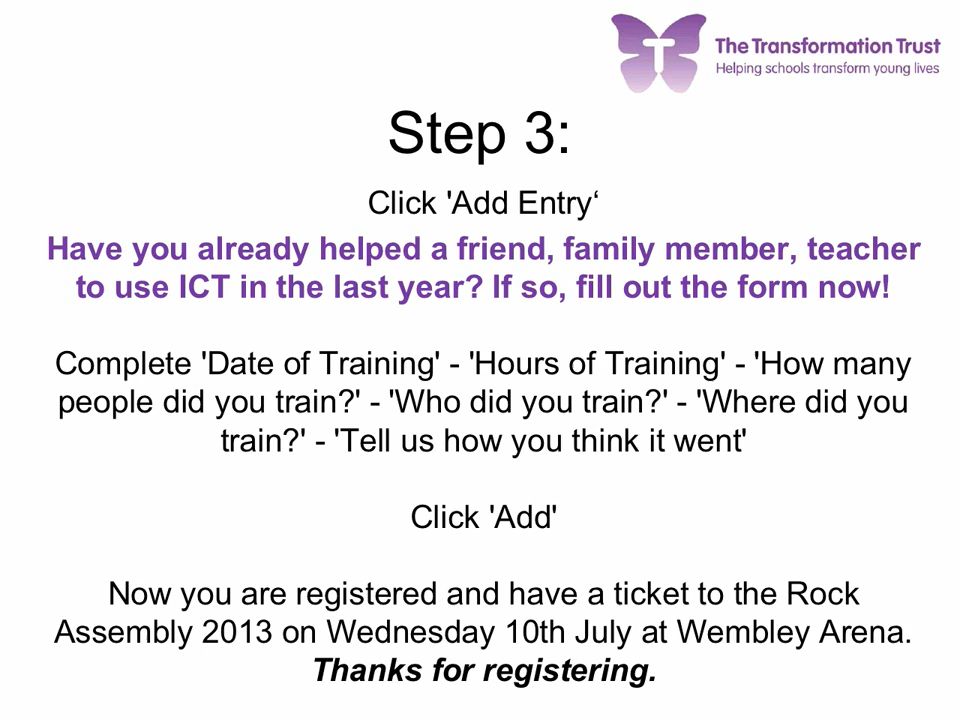 The Transformation Trust
Helping schools transform young lives
Step 3:
Click 'Add Entry‘
Have you already helped a friend, family member, teacher
to use ICT in the last year? If so, fill out the form now!
Complete 'Date of Training' - 'Hours of Training' - 'How many
people did you train?' - 'Who did you train?' - 'Where did you
train?' - 'Tell us how you think it went'
Click 'Add'
Now you are registered and have a ticket to the Rock
Assembly 2013 on Wednesday 10th July at Wembley Arena.
Thanks for registering.